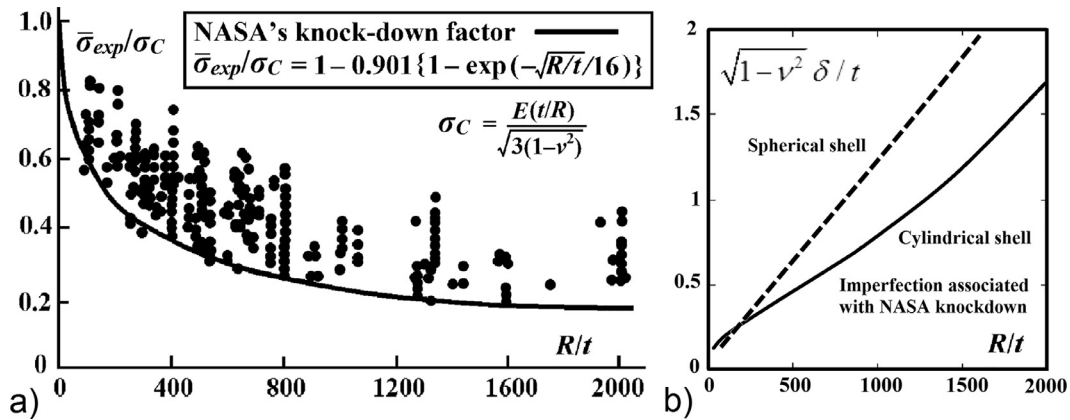 1.0
0.8
0.6
0.4
0.2
0
σ̄exp/σC
NASA's knock-down factor
σ̄exp/σC = 1 – 0.901{1– exp(–√R/t/16)}
σC = E(t/R) / √3(1–ν²)
R/t
0 400 800 1200 1600 2000
a)
2
1.5
1
0.5
0
√1–ν² δ/t
Spherical shell
Cylindrical shell
Imperfection associated
with NASA knockdown
R/t
0 500 1000 1500 2000
b)